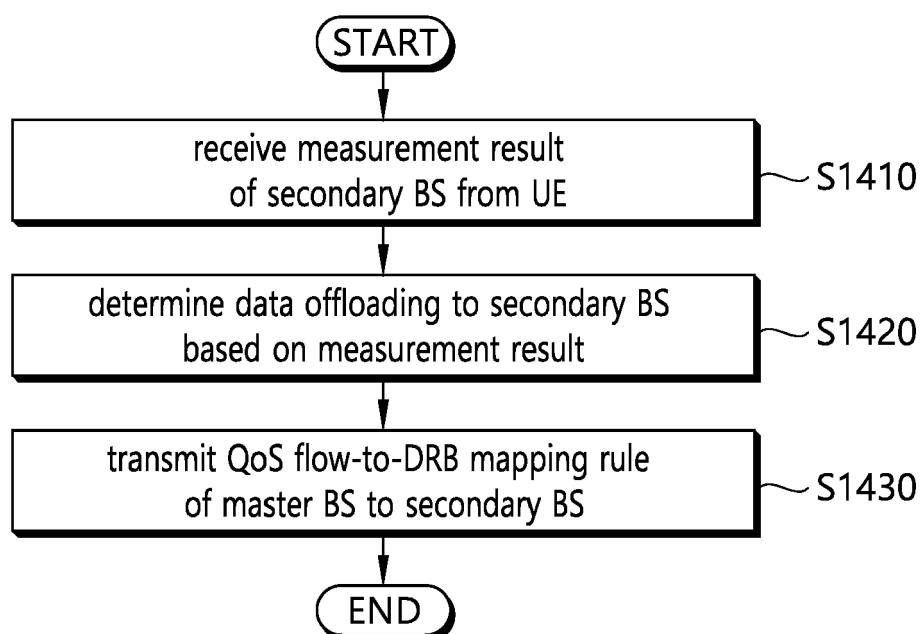 START
receive measurement result
of secondary BS from UE
S1410
determine data offloading to secondary BS
based on measurement result
S1420
transmit QoS flow-to-DRB mapping rule
of master BS to secondary BS
S1430
END